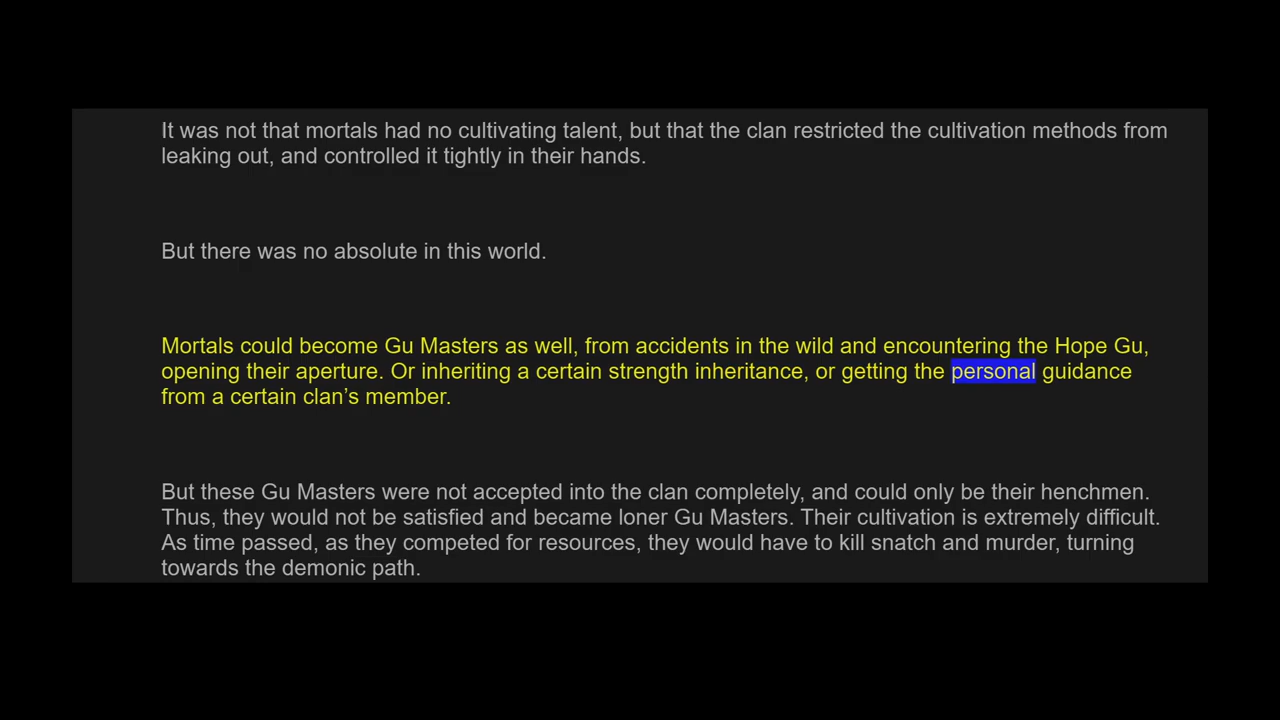 It was not that mortals had no cultivating talent, but that the clan restricted the cultivation methods from
leaking out, and controlled it tightly in their hands.
But there was no absolute in this world.
Mortals could become Gu Masters as well, from accidents in the wild and encountering the Hope Gu,
opening their aperture. Or inheriting a certain strength inheritance, or getting the personal guidance
from a certain clan’s member.
But these Gu Masters were not accepted into the clan completely, and could only be their henchmen.
Thus, they would not be satisfied and became loner Gu Masters. Their cultivation is extremely difficult.
As time passed, as they competed for resources, they would have to kill snatch and murder, turning
towards the demonic path.